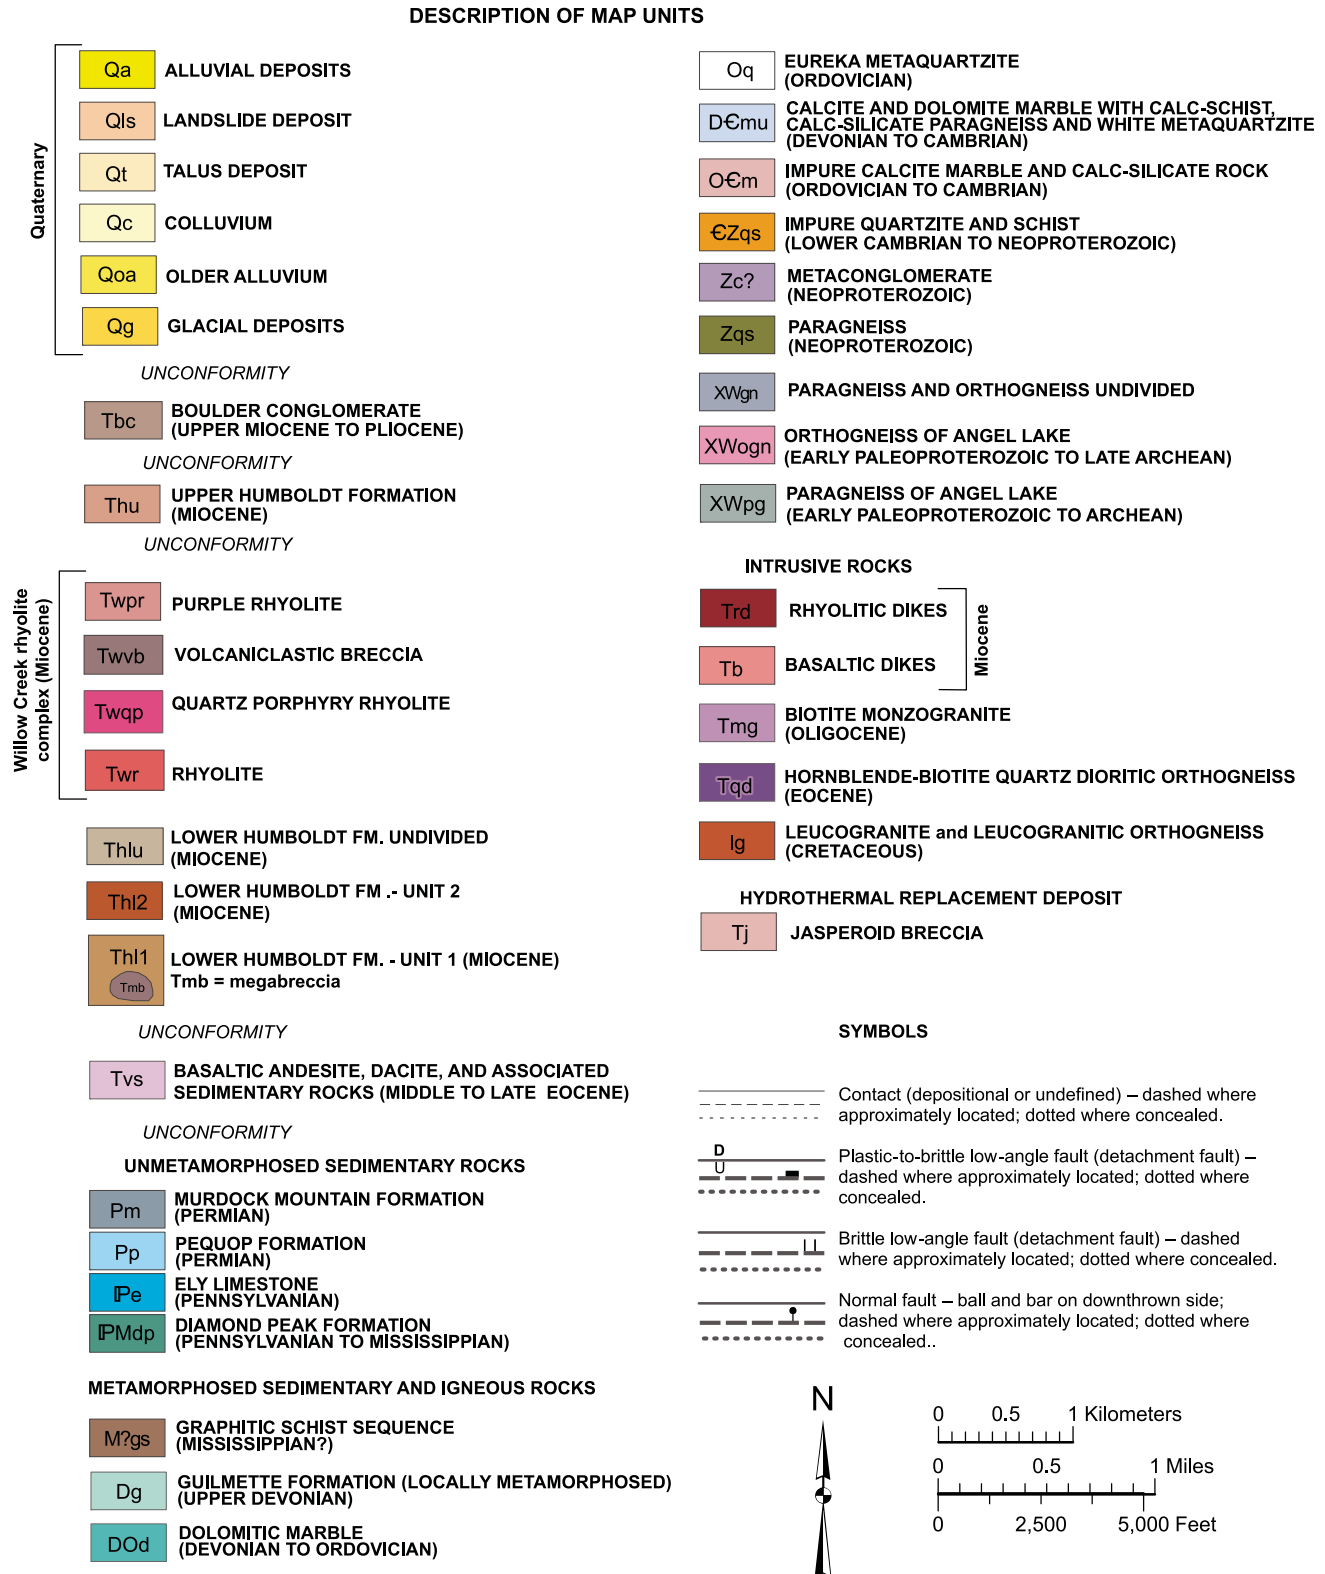 DESCRIPTION OF MAP UNITS
Quaternary
Qa ALLUVIAL DEPOSITS
Qls LANDSLIDE DEPOSIT
Qt TALUS DEPOSIT
Qc COLLUVIUM
Qoa OLDER ALLUVIUM
Qg GLACIAL DEPOSITS
UNCONFORMITY
Tbc BOULDER CONGLOMERATE
(UPPER MIOCENE TO PLIOCENE)
UNCONFORMITY
Thu UPPER HUMBOLDT FORMATION
(MIOCENE)
UNCONFORMITY
Willow Creek rhyolite
complex (Miocene)
Twpr PURPLE RHYOLITE
Twvb VOLCANICLASTIC BRECCIA
Twqp QUARTZ PORPHYRY RHYOLITE
Twr RHYOLITE
Thlu LOWER HUMBOLDT FM. UNDIVIDED
(MIOCENE)
Thl2 LOWER HUMBOLDT FM .- UNIT 2
(MIOCENE)
Thl1 LOWER HUMBOLDT FM. - UNIT 1 (MIOCENE)
Tmb Tmb = megabreccia
UNCONFORMITY
Tvs BASALTIC ANDESITE, DACITE, AND ASSOCIATED
SEDIMENTARY ROCKS (MIDDLE TO LATE EOCENE)
UNCONFORMITY
UNMETAMORPHOSED SEDIMENTARY ROCKS
Pm MURDOCK MOUNTAIN FORMATION
(PERMIAN)
Pp PEQUOP FORMATION
(PERMIAN)
ℙe ELY LIMESTONE
(PENNSYLVANIAN)
ℙMdp DIAMOND PEAK FORMATION
(PENNSYLVANIAN TO MISSISSIPPIAN)
METAMORPHOSED SEDIMENTARY AND IGNEOUS ROCKS
M?gs GRAPHITIC SCHIST SEQUENCE
(MISSISSIPPIAN?)
Dg GUILMETTE FORMATION (LOCALLY METAMORPHOSED)
(UPPER DEVONIAN)
DOd DOLOMITIC MARBLE
(DEVONIAN TO ORDOVICIAN)
Oq EUREKA METAQUARTZITE
(ORDOVICIAN)
D€mu CALCITE AND DOLOMITE MARBLE WITH CALC-SCHIST,
CALC-SILICATE PARAGNEISS AND WHITE METAQUARTZITE
(DEVONIAN TO CAMBRIAN)
O€m IMPURE CALCITE MARBLE AND CALC-SILICATE ROCK
(ORDOVICIAN TO CAMBRIAN)
€Zqs IMPURE QUARTZITE AND SCHIST
(LOWER CAMBRIAN TO NEOPROTEROZOIC)
Zc? METACONGLOMERATE
(NEOPROTEROZOIC)
Zqs PARAGNEISS
(NEOPROTEROZOIC)
XWgn PARAGNEISS AND ORTHOGNEISS UNDIVIDED
XWogn ORTHOGNEISS OF ANGEL LAKE
(EARLY PALEOPROTEROZOIC TO LATE ARCHEAN)
XWpg PARAGNEISS OF ANGEL LAKE
(EARLY PALEOPROTEROZOIC TO ARCHEAN)
INTRUSIVE ROCKS
Trd RHYOLITIC DIKES
Tb BASALTIC DIKES
Miocene
Tmg BIOTITE MONZOGRANITE
(OLIGOCENE)
Tqd HORNBLENDE-BIOTITE QUARTZ DIORITIC ORTHOGNEISS
(EOCENE)
lg LEUCOGRANITE and LEUCOGRANITIC ORTHOGNEISS
(CRETACEOUS)
HYDROTHERMAL REPLACEMENT DEPOSIT
Tj JASPEROID BRECCIA
SYMBOLS
Contact (depositional or undefined) – dashed where
approximately located; dotted where concealed.
D
U
Plastic-to-brittle low-angle fault (detachment fault) –
dashed where approximately located; dotted where
concealed.
Brittle low-angle fault (detachment fault) – dashed
where approximately located; dotted where concealed.
Normal fault – ball and bar on downthrown side;
dashed where approximately located; dotted where
concealed..
N
0 0.5 1 Kilometers
0 0.5 1 Miles
0 2,500 5,000 Feet